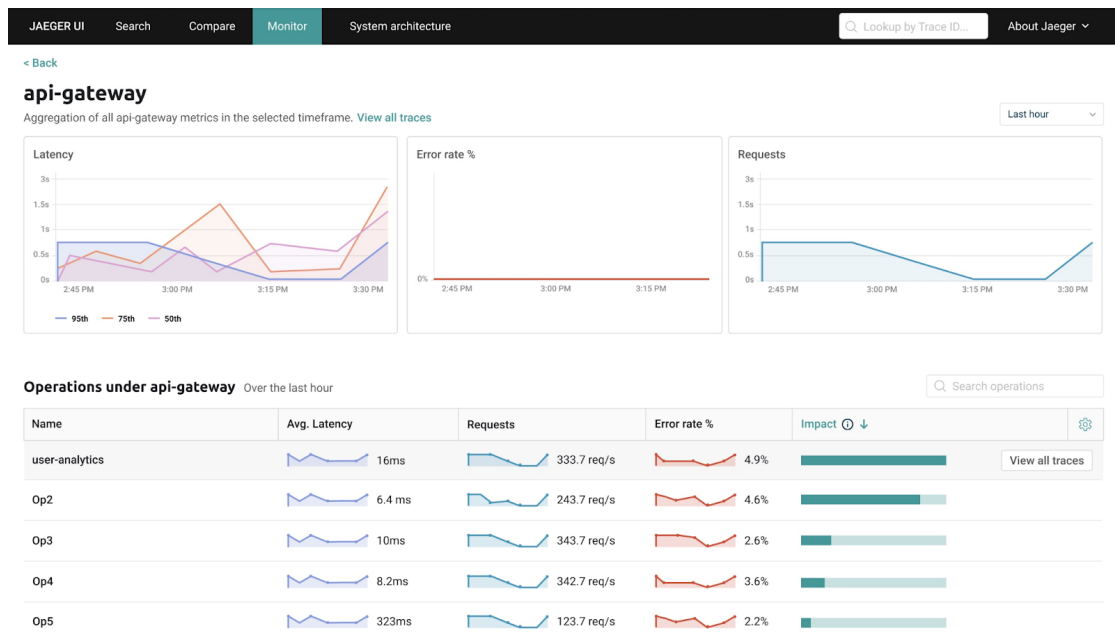 JAEGER UI Search Compare Monitor System architecture Lookup by Trace ID... About Jaeger
< Back
api-gateway
Aggregation of all api-gateway metrics in the selected timeframe. View all traces
Last hour
Latency
3s
1.5s
1s
0.5s
0s
2:45 PM 3:00 PM 3:15 PM 3:30 PM
95th 75th 50th
Error rate %
0%
2:45 PM 3:00 PM 3:15 PM
Requests
3s
1.5s
1s
0.5s
0s
2:45 PM 3:00 PM 3:15 PM 3:30 PM
Operations under api-gateway Over the last hour
Search operations
Name Avg. Latency Requests Error rate % Impact
user-analytics 16ms 333.7 req/s 4.9% View all traces
Op2 6.4 ms 243.7 req/s 4.6%
Op3 10ms 343.7 req/s 2.6%
Op4 8.2ms 342.7 req/s 3.6%
Op5 323ms 123.7 req/s 2.2%